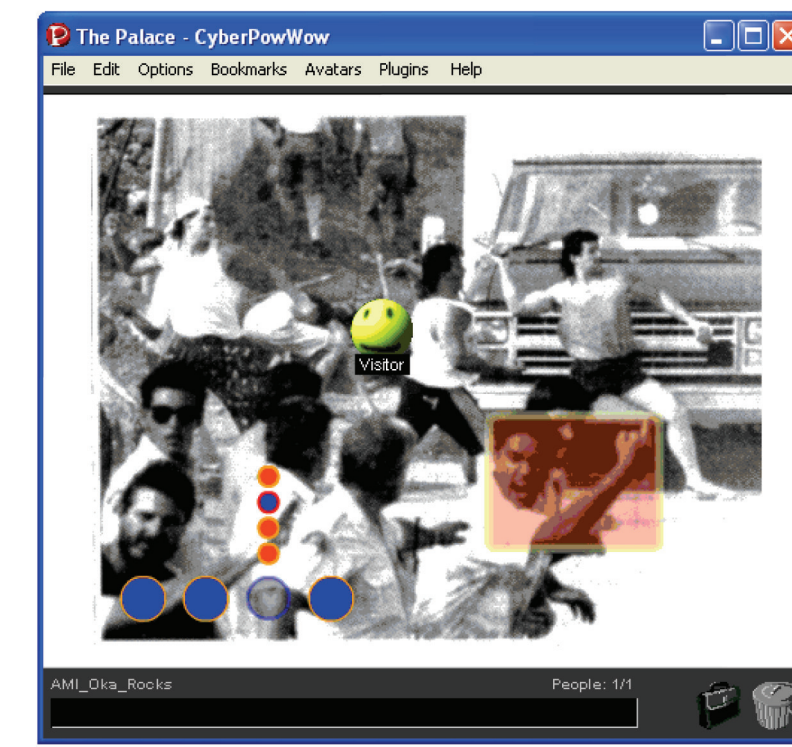 The Palace - CyberPowWow
File Edit Options Bookmarks Avatars Plugins Help
Visitor
AMI_Oka_Rocks People: 1/1